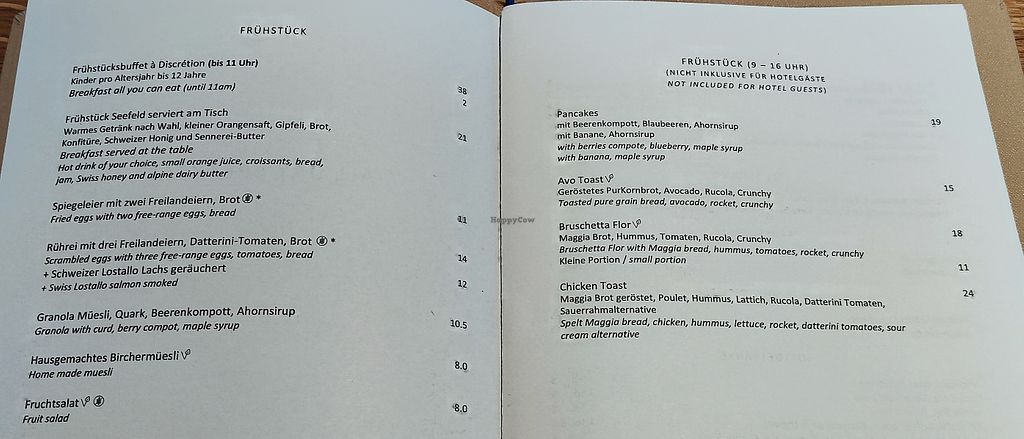 FRÜHSTÜCK
Frühstücksbuffet à Discrétion (bis 11 Uhr)
Kinder pro Altersjahr bis 12 Jahre
Breakfast all you can eat (until 11am)
38
2
Frühstück Seefeld serviert am Tisch
Warmes Getränk nach Wahl, kleiner Orangensaft, Gipfeli, Brot,
Konfitüre, Schweizer Honig und Sennerei-Butter 21
Breakfast served at the table
Hot drink of your choice, small orange juice, croissants, bread,
jam, Swiss honey and alpine dairy butter
Spiegeleier mit zwei Freilandeiern, Brot *
Fried eggs with two free-range eggs, bread 11
Rührei mit drei Freilandeiern, Datterini-Tomaten, Brot *
Scrambled eggs with three free-range eggs, tomatoes, bread 14
+ Schweizer Lostallo Lachs geräuchert
+ Swiss Lostallo salmon smoked 12
Granola Müesli, Quark, Beerenkompott, Ahornsirup
Granola with curd, berry compot, maple syrup 10.5
Hausgemachtes Birchermüesli
Home made muesli 8.0
Fruchtsalat
Fruit salad 8.0
FRÜHSTÜCK (9 – 16 UHR)
(NICHT INKLUSIVE FÜR HOTELGÄSTE
NOT INCLUDED FOR HOTEL GUESTS)
Pancakes
mit Beerenkompott, Blaubeeren, Ahornsirup 19
mit Banane, Ahornsirup
with berries compote, blueberry, maple syrup
with banana, maple syrup
Avo Toast
Geröstetes PurKornbrot, Avocado, Rucola, Crunchy 15
Toasted pure grain bread, avocado, rocket, crunchy
Bruschetta Flor
Maggia Brot, Hummus, Tomaten, Rucola, Crunchy 18
Bruschetta Flor with Maggia bread, hummus, tomatoes, rocket, crunchy
Kleine Portion / small portion 11
Chicken Toast
Maggia Brot geröstet, Poulet, Hummus, Lattich, Rucola, Datterini Tomaten, 24
Sauerrahmalternative
Spelt Maggia bread, chicken, hummus, lettuce, rocket, datterini tomatoes, sour
cream alternative
HappyCow